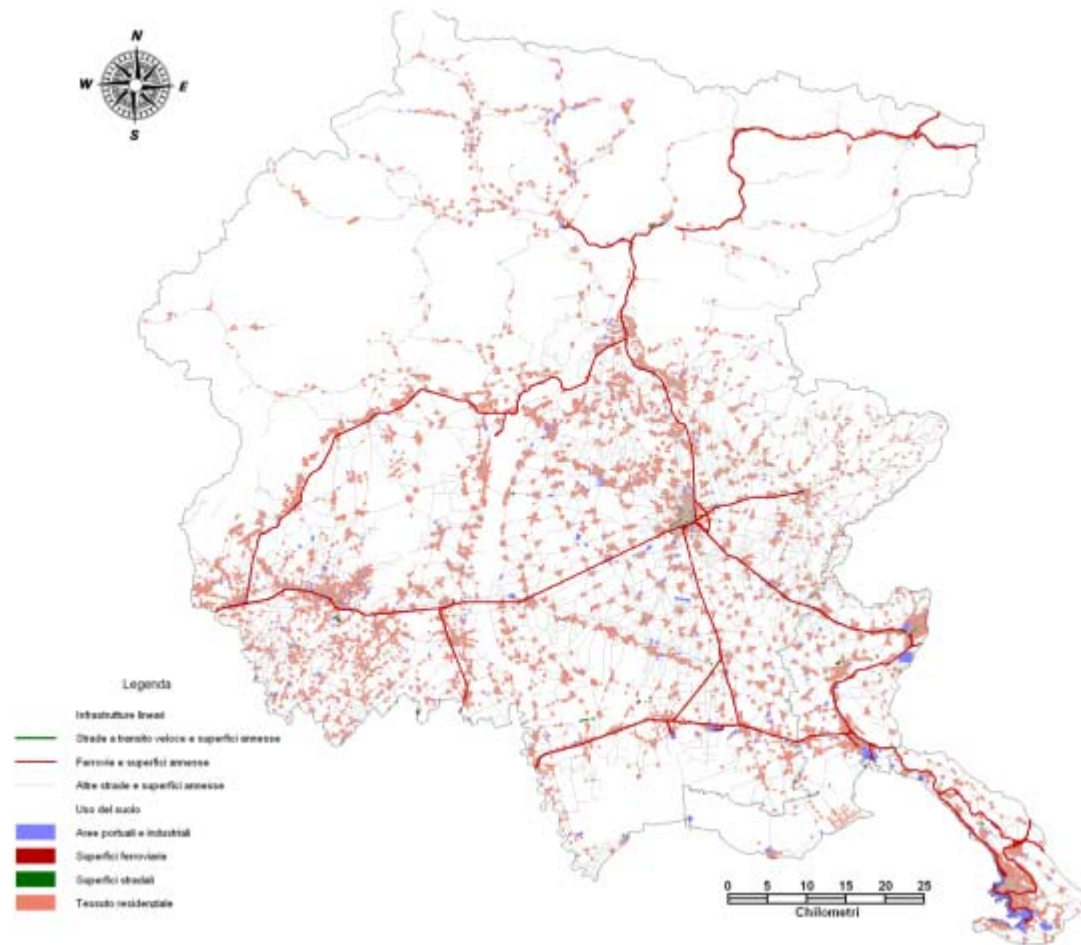 N
W E
S
Legenda
Infrastrutture lineari
Strade a transito veloce e superfici annesse
Ferrovie e superfici annesse
Altre strade e superfici annesse
Uso del suolo
Aree portuali e industriali
Superfici ferroviarie
Superfici stradali
Tessuto residenziale
0 5 10 15 20 25
Chilometri